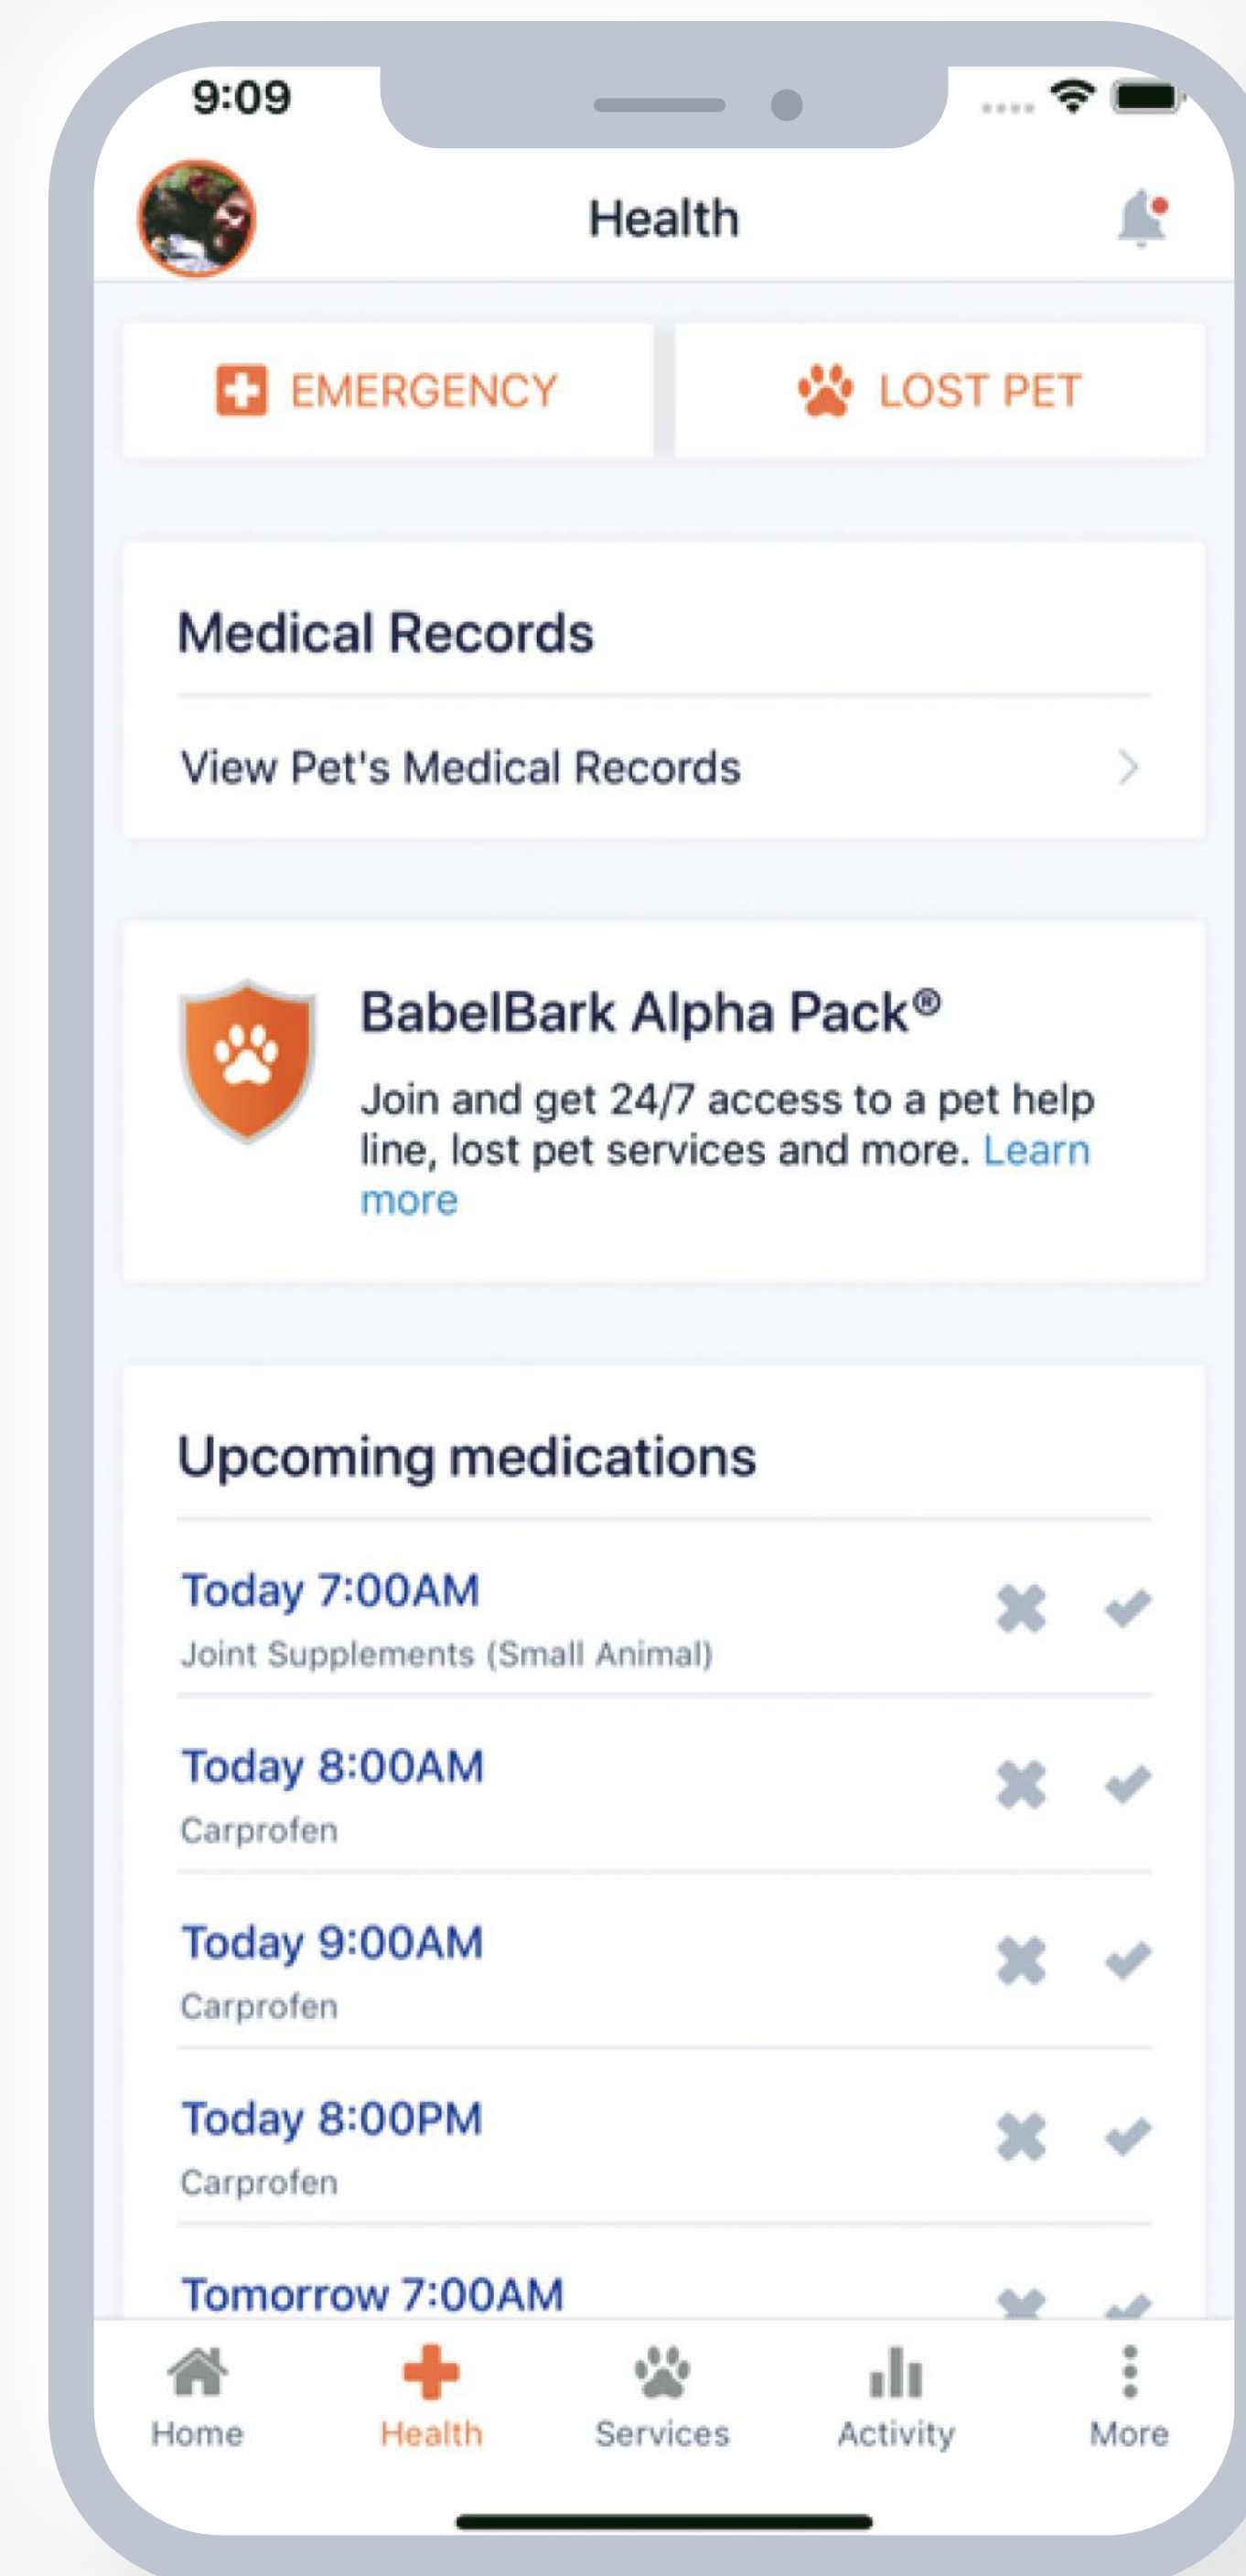 9:09
Health
EMERGENCY
LOST PET
Medical Records
View Pet's Medical Records
BabelBark Alpha Pack®
Join and get 24/7 access to a pet help
line, lost pet services and more. Learn
more
Upcoming medications
Today 7:00AM
Joint Supplements (Small Animal)
Today 8:00AM
Carprofen
Today 9:00AM
Carprofen
Today 8:00PM
Carprofen
Tomorrow 7:00AM
Home
Health
Services
Activity
More